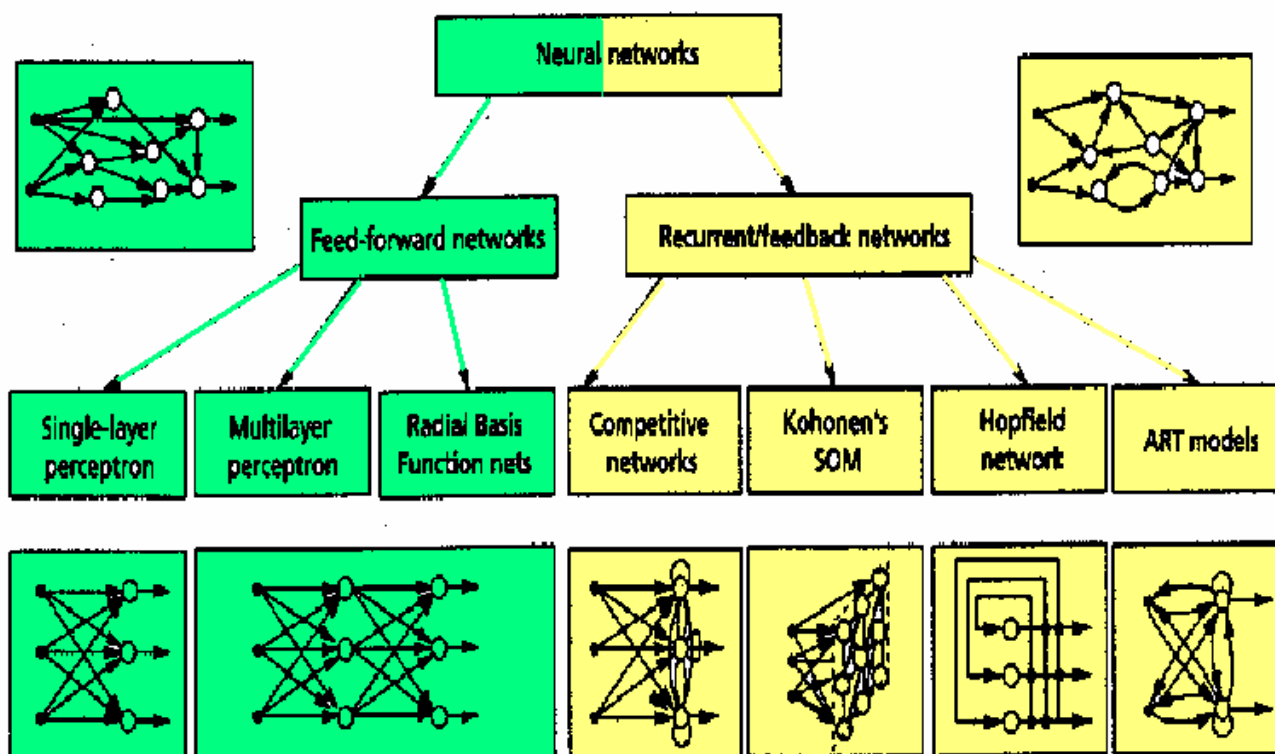 Neural networks
Feed-forward networks
Recurrent/feedback networks
Single-layer
perceptron
Multilayer
perceptron
Radial Basis
Function nets
Competitive
networks
Kohonen's
SOM
Hopfield
network
ART models